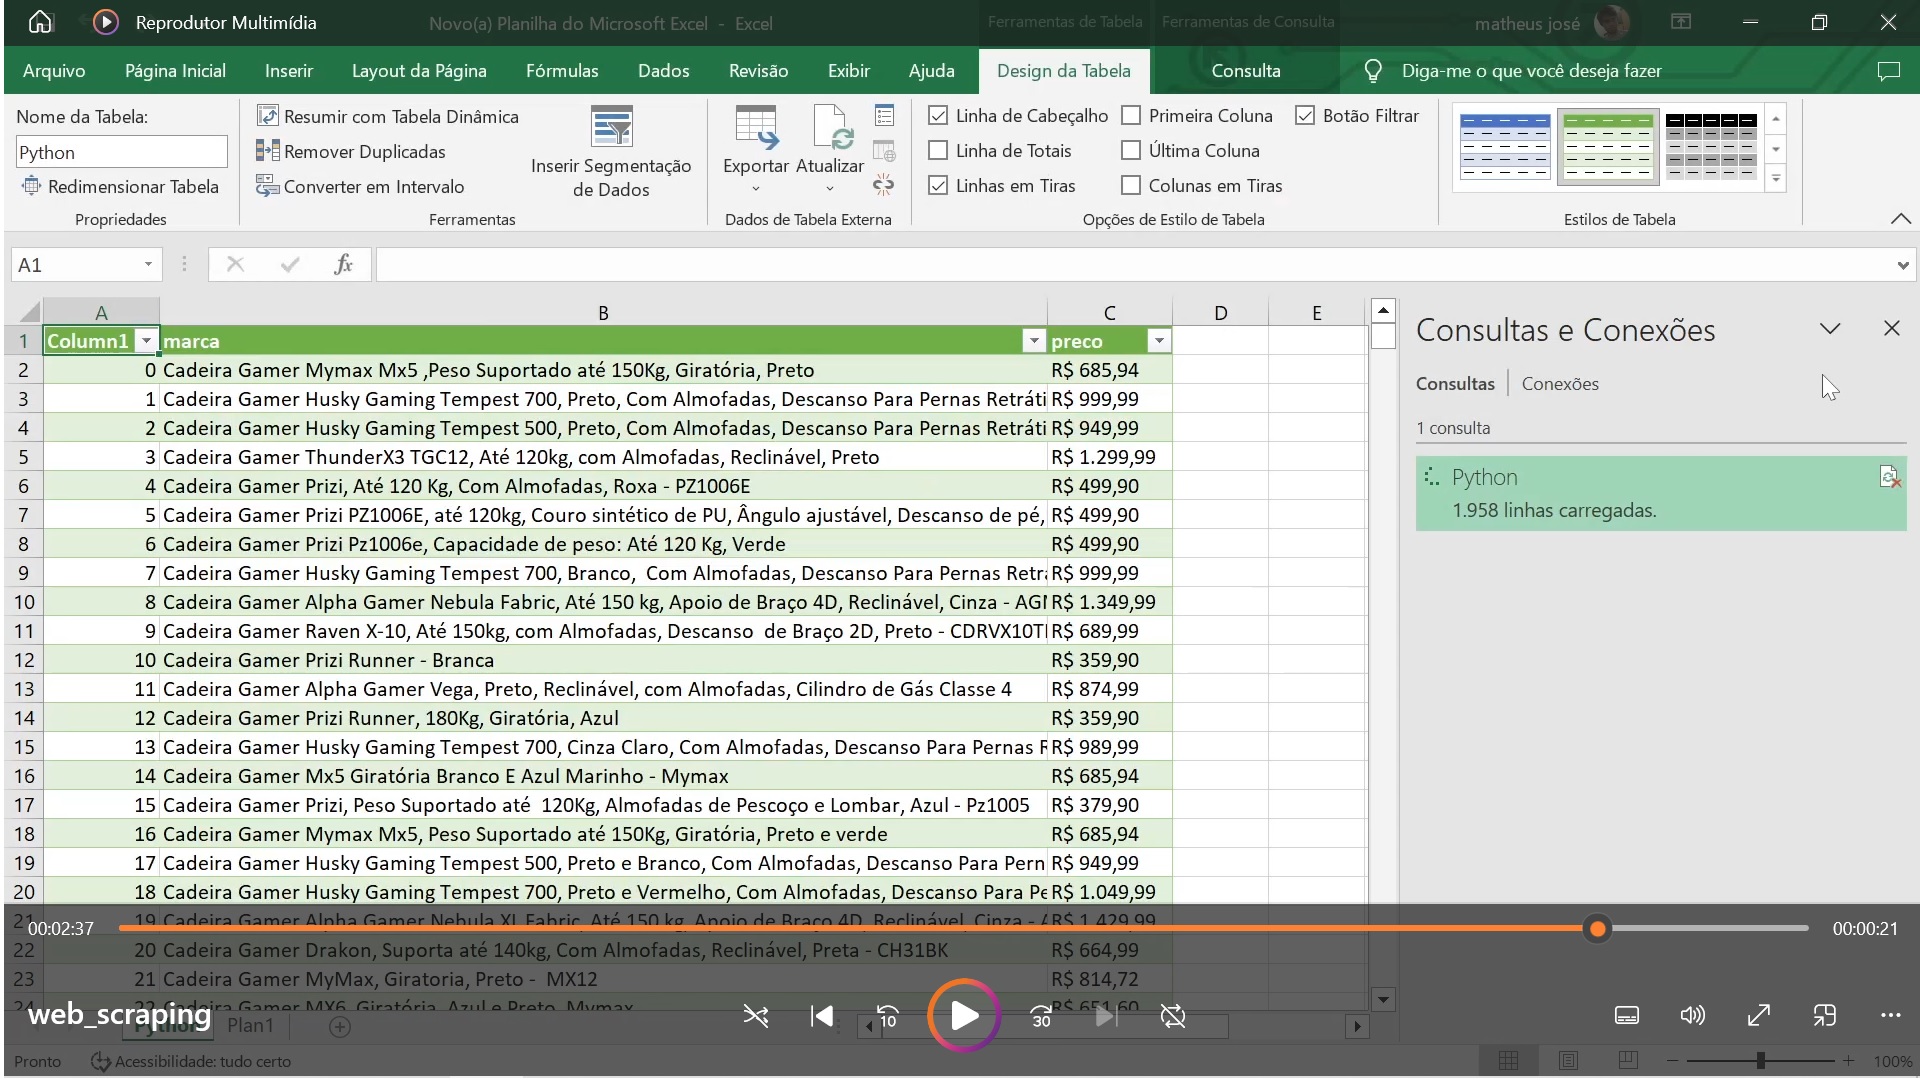 Reprodutor Multimídia
Novo(a) Planilha do Microsoft Excel - Excel
Ferramentas de Tabela
Ferramentas de Consulta
matheus josé
Arquivo
Página Inicial
Inserir
Layout da Página
Fórmulas
Dados
Revisão
Exibir
Ajuda
Design da Tabela
Consulta
Diga-me o que você deseja fazer
Nome da Tabela:
Python
Redimensionar Tabela
Propriedades
Resumir com Tabela Dinâmica
Remover Duplicadas
Converter em Intervalo
Inserir Segmentação
de Dados
Ferramentas
Exportar
Atualizar
Dados de Tabela Externa
Linha de Cabeçalho
Primeira Coluna
Botão Filtrar
Linha de Totais
Última Coluna
Linhas em Tiras
Colunas em Tiras
Opções de Estilo de Tabela
Estilos de Tabela
A1
fx
A B C D E
1 Column1 marca preco
2 0 Cadeira Gamer Mymax Mx5 ,Peso Suportado até 150Kg, Giratória, Preto R$ 685,94
3 1 Cadeira Gamer Husky Gaming Tempest 700, Preto, Com Almofadas, Descanso Para Pernas Retráti R$ 999,99
4 2 Cadeira Gamer Husky Gaming Tempest 500, Preto, Com Almofadas, Descanso Para Pernas Retráti R$ 949,99
5 3 Cadeira Gamer ThunderX3 TGC12, Até 120kg, com Almofadas, Reclinável, Preto R$ 1.299,99
6 4 Cadeira Gamer Prizi, Até 120 Kg, Com Almofadas, Roxa - PZ1006E R$ 499,90
7 5 Cadeira Gamer Prizi PZ1006E, até 120kg, Couro sintético de PU, Ângulo ajustável, Descanso de pé, R$ 499,90
8 6 Cadeira Gamer Prizi Pz1006e, Capacidade de peso: Até 120 Kg, Verde R$ 499,90
9 7 Cadeira Gamer Husky Gaming Tempest 700, Branco, Com Almofadas, Descanso Para Pernas Retr R$ 999,99
10 8 Cadeira Gamer Alpha Gamer Nebula Fabric, Até 150 kg, Apoio de Braço 4D, Reclinável, Cinza - AG R$ 1.349,99
11 9 Cadeira Gamer Raven X-10, Até 150kg, com Almofadas, Descanso de Braço 2D, Preto - CDRVX10T R$ 689,99
12 10 Cadeira Gamer Prizi Runner - Branca R$ 359,90
13 11 Cadeira Gamer Alpha Gamer Vega, Preto, Reclinável, com Almofadas, Cilindro de Gás Classe 4 R$ 874,99
14 12 Cadeira Gamer Prizi Runner, 180Kg, Giratória, Azul R$ 359,90
15 13 Cadeira Gamer Husky Gaming Tempest 700, Cinza Claro, Com Almofadas, Descanso Para Pernas R$ 989,99
16 14 Cadeira Gamer Mx5 Giratória Branco E Azul Marinho - Mymax R$ 685,94
17 15 Cadeira Gamer Prizi, Peso Suportado até 120Kg, Almofadas de Pescoço e Lombar, Azul - Pz1005 R$ 379,90
18 16 Cadeira Gamer Mymax Mx5, Peso Suportado até 150Kg, Giratória, Preto e verde R$ 685,94
19 17 Cadeira Gamer Husky Gaming Tempest 500, Preto e Branco, Com Almofadas, Descanso Para Pern R$ 949,99
20 18 Cadeira Gamer Husky Gaming Tempest 700, Preto e Vermelho, Com Almofadas, Descanso Para Pe R$ 1.049,99
21 19 Cadeira Gamer Alpha Gamer Nebula XL Fabric, Até 150 kg, Apoio de Braço 4D, Reclinável, Cinza - R$ 1.429,99
22 20 Cadeira Gamer Drakon, Suporta até 140kg, Com Almofadas, Reclinável, Preta - CH31BK R$ 664,99
23 21 Cadeira Gamer MyMax, Giratoria, Preto - MX12 R$ 814,72
24 22 Cadeira Gamer MX6, Giratória, Azul e Preto, Mymax R$ 651,60
Consultas e Conexões
Consultas
Conexões
1 consulta
Python
1.958 linhas carregadas.
00:02:37
00:00:21
web_scraping
Python
Plan1
10
30
Pronto
Acessibilidade: tudo certo
100%